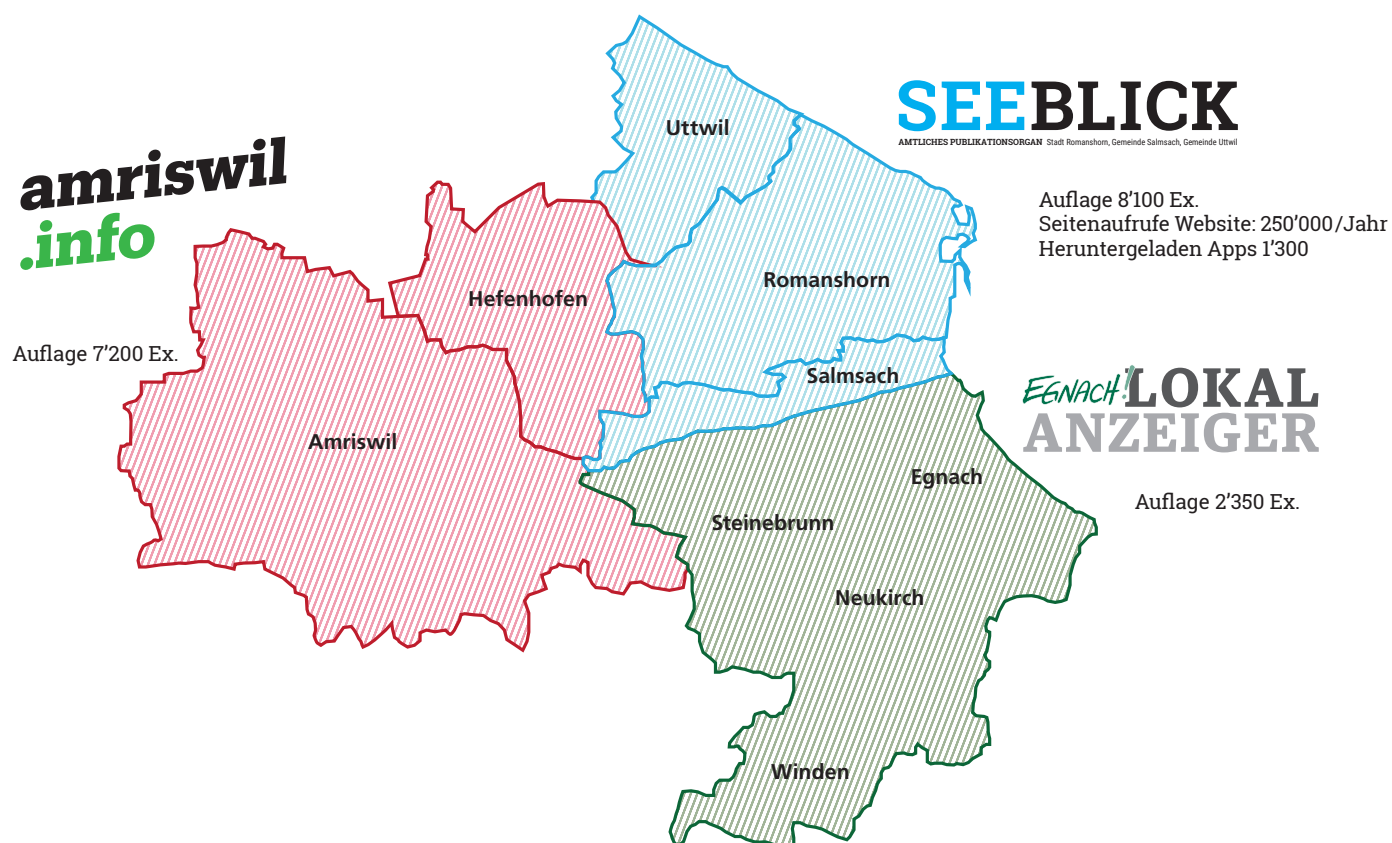 amriswil
.info
Auflage 7’200 Ex.
SEEBLICK
AMTLICHES PUBLIKATIONSORGAN Stadt Romanshorn, Gemeinde Salmsach, Gemeinde Uttwil
Auflage 8’100 Ex.
Seitenaufrufe Website: 250’000/Jahr
Heruntergeladen Apps 1’300
EGNACH! LOKAL
ANZEIGER
Auflage 2’350 Ex.
Uttwil
Romanshorn
Hefenhofen
Salmsach
Amriswil
Egnach
Steinebrunn
Neukirch
Winden